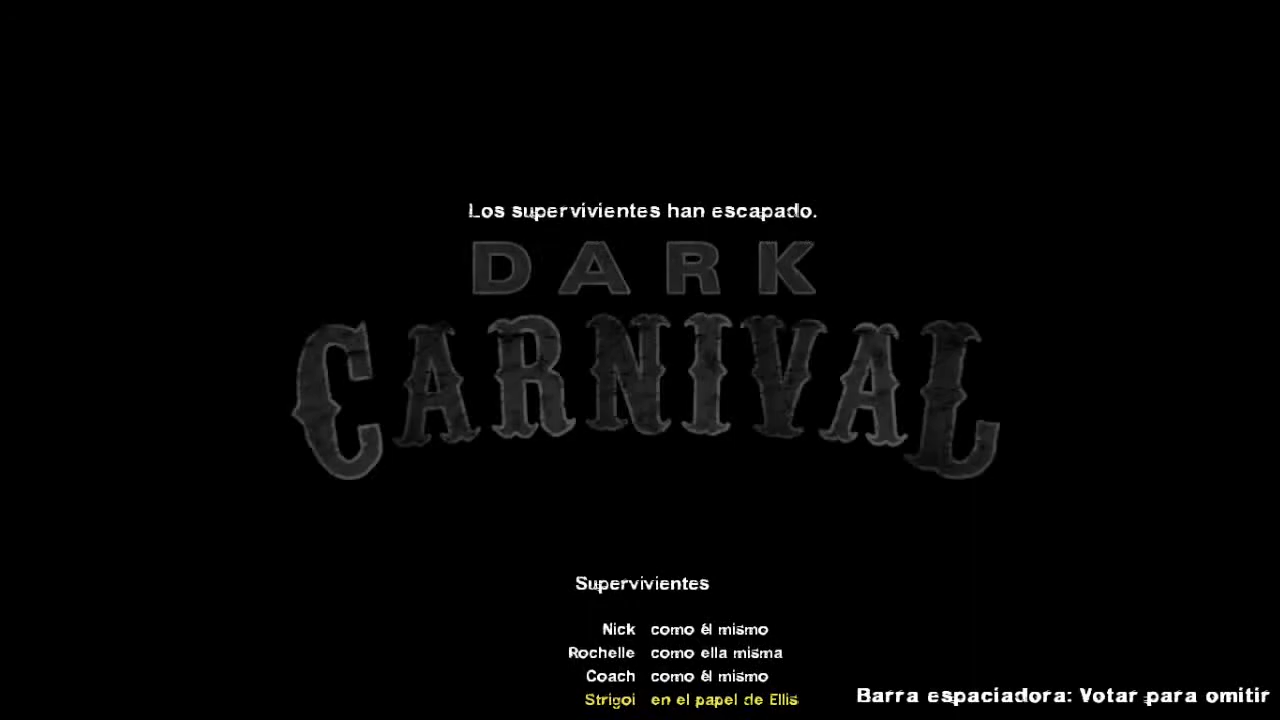 Los supervivientes han escapado.
DARK
CARNIVAL
Supervivientes
Nick como él mismo
Rochelle como ella misma
Coach como él mismo
Strigoi en el papel de Ellis
Barra espaciadora: Votar para omitir